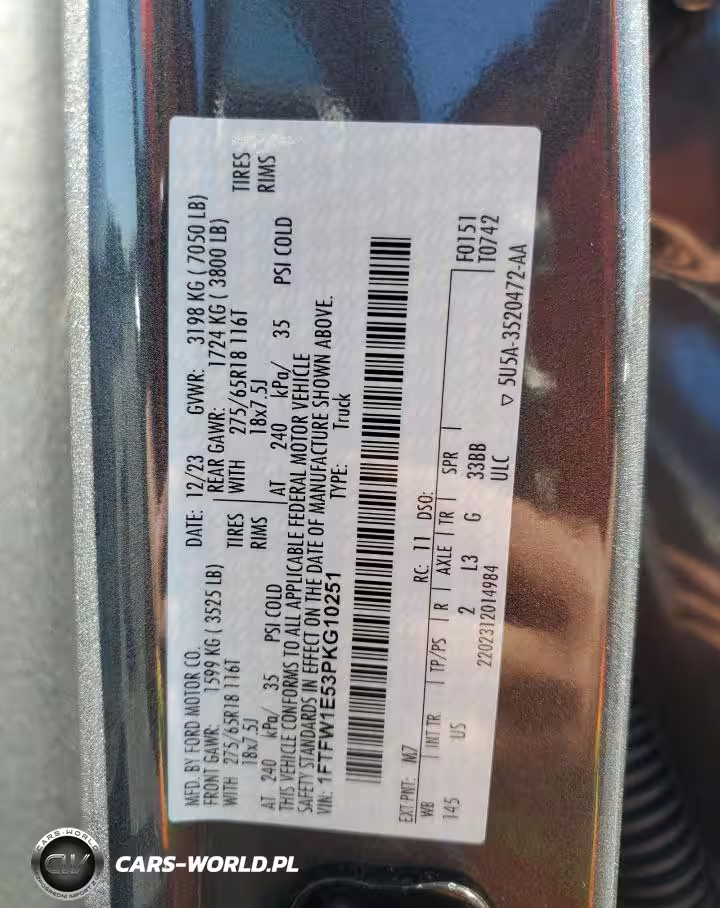 MFD. BY FORD MOTOR CO. DATE: 12/23 GVWR: 3198 KG ( 7050 LB)
FRONT GAWR: 1599 KG ( 3525 LB) REAR GAWR: 1724 KG ( 3800 LB)
WITH 275/65R18 116T TIRES WITH 275/65R18 116T TIRES
18x7.5J RIMS 18x7.5J RIMS
AT 240 kPa/ 35 PSI COLD AT 240 kPa/ 35 PSI COLD
THIS VEHICLE CONFORMS TO ALL APPLICABLE FEDERAL MOTOR VEHICLE
SAFETY STANDARDS IN EFFECT ON THE DATE OF MANUFACTURE SHOWN ABOVE.
VIN: 1FTFW1E53PKG10251 TYPE: Truck
EXT PNT: M7 RC: 11 DSO: F0151
WB INT TR TP/PS R AXLE TR SPR T0742
145 US 2 L3 G 33BB
2202312014984 ULC ▽ 5U5A-3520472-AA
CARS-WORLD
CW
CARS-WORLD.PL